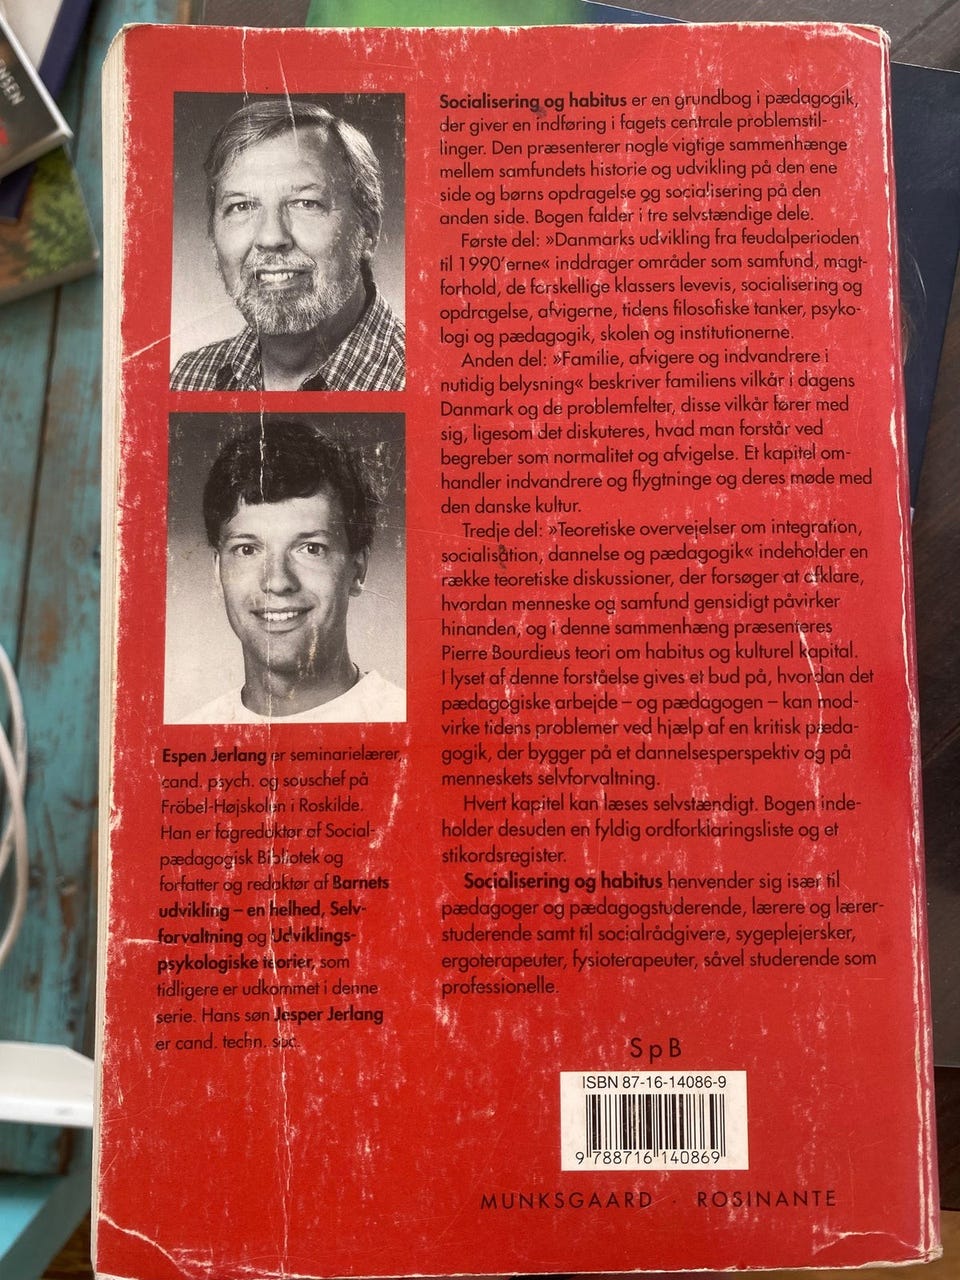 ENSEN
Socialisering og habitus er en grundbog i pædagogik,
der giver en indføring i fagets centrale problemstil-
linger. Den præsenterer nogle vigtige sammenhænge
mellem samfundets historie og udvikling på den ene
side og børns opdragelse og socialisering på den
anden side. Bogen falder i tre selvstændige dele.
Første del: »Danmarks udvikling fra feudalperioden
til 1990'erne« inddrager områder som samfund, magt-
forhold, de forskellige klassers levevis, socialisering og
opdragelse, afvigerne, tidens filosofiske tanker, psyko-
logi og pædagogik, skolen og institutionerne.
Anden del: »Familie, afvigere og indvandrere i
nutidig belysning« beskriver familiens vilkår i dagens
Danmark og de problemfelter, disse vilkår fører med
sig, ligesom det diskuteres, hvad man forstår ved
begreber som normalitet og afvigelse. Et kapitel om-
handler indvandrere og flygtninge og deres møde med
den danske kultur.
Tredje del: »Teoretiske overvejelser om integration,
socialisation, dannelse og pædagogik« indeholder en
række teoretiske diskussioner, der forsøger at afklare,
hvordan menneske og samfund gensidigt påvirker
hinanden, og i denne sammenhæng præsenteres
Pierre Bourdieus teori om habitus og kulturel kapital.
I lyset af denne forståelse gives et bud på, hvordan det
pædagogiske arbejde – og pædagogen – kan mod-
virke tidens problemer ved hjælp af en kritisk pæda-
gogik, der bygger på et dannelsesperspektiv og på
menneskets selvforvaltning.
Hvert kapitel kan læses selvstændigt. Bogen inde-
holder desuden en fyldig ordforklaringsliste og et
stikordsregister.
Socialisering og habitus henvender sig især til
pædagoger og pædagogstuderende, lærere og lærer-
studerende samt til socialrådgivere, sygeplejersker,
ergoterapeuter, fysioterapeuter, såvel studerende som
professionelle.
Espen Jerlang er seminarielærer,
cand. psych. og souschef på
Fröbel-Højskolen i Roskilde.
Han er fagredaktør af Social-
pædagogisk Bibliotek og
forfatter og redaktør af Barnets
udvikling – en helhed, Selv-
forvaltning og Udviklings-
psykologiske teorier, som
tidligere er udkommet i denne
serie. Hans søn Jesper Jerlang
er cand. techn. soc.
SpB
ISBN 87-16-14086-9
9 788716 140869
MUNKSGAARD · ROSINANTE